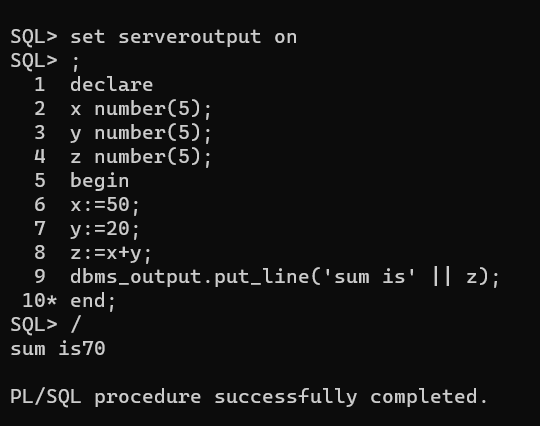 SQL> set serveroutput on
SQL> ;
  1  declare
  2  x number(5);
  3  y number(5);
  4  z number(5);
  5  begin
  6  x:=50;
  7  y:=20;
  8  z:=x+y;
  9  dbms_output.put_line('sum is' || z);
 10* end;
SQL> /
sum is70
PL/SQL procedure successfully completed.